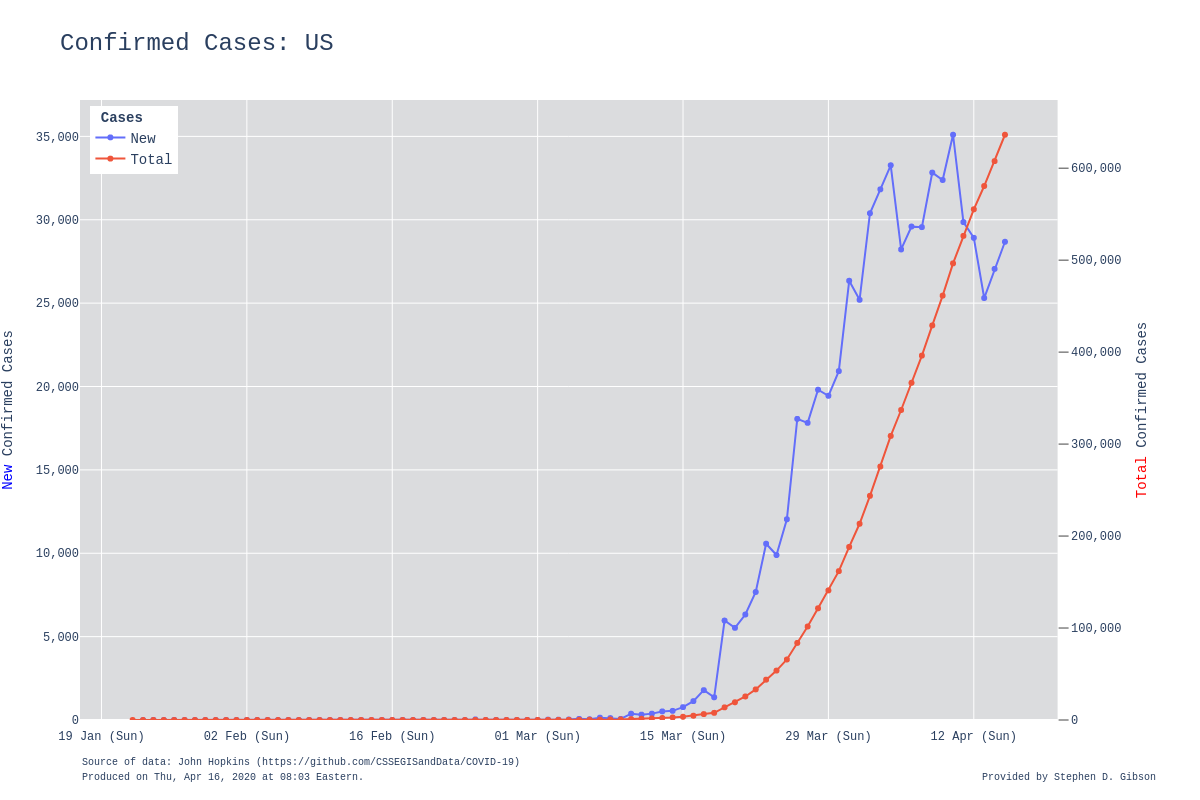 Confirmed Cases: US
Cases
New
Total
35,000
30,000
25,000
20,000
15,000
10,000
5,000
0
New Confirmed Cases
600,000
500,000
400,000
300,000
200,000
100,000
0
Total Confirmed Cases
19 Jan (Sun)
02 Feb (Sun)
16 Feb (Sun)
01 Mar (Sun)
15 Mar (Sun)
29 Mar (Sun)
12 Apr (Sun)
Source of data: John Hopkins (https://github.com/CSSEGISandData/COVID-19)
Produced on Thu, Apr 16, 2020 at 08:03 Eastern.
Provided by Stephen D. Gibson